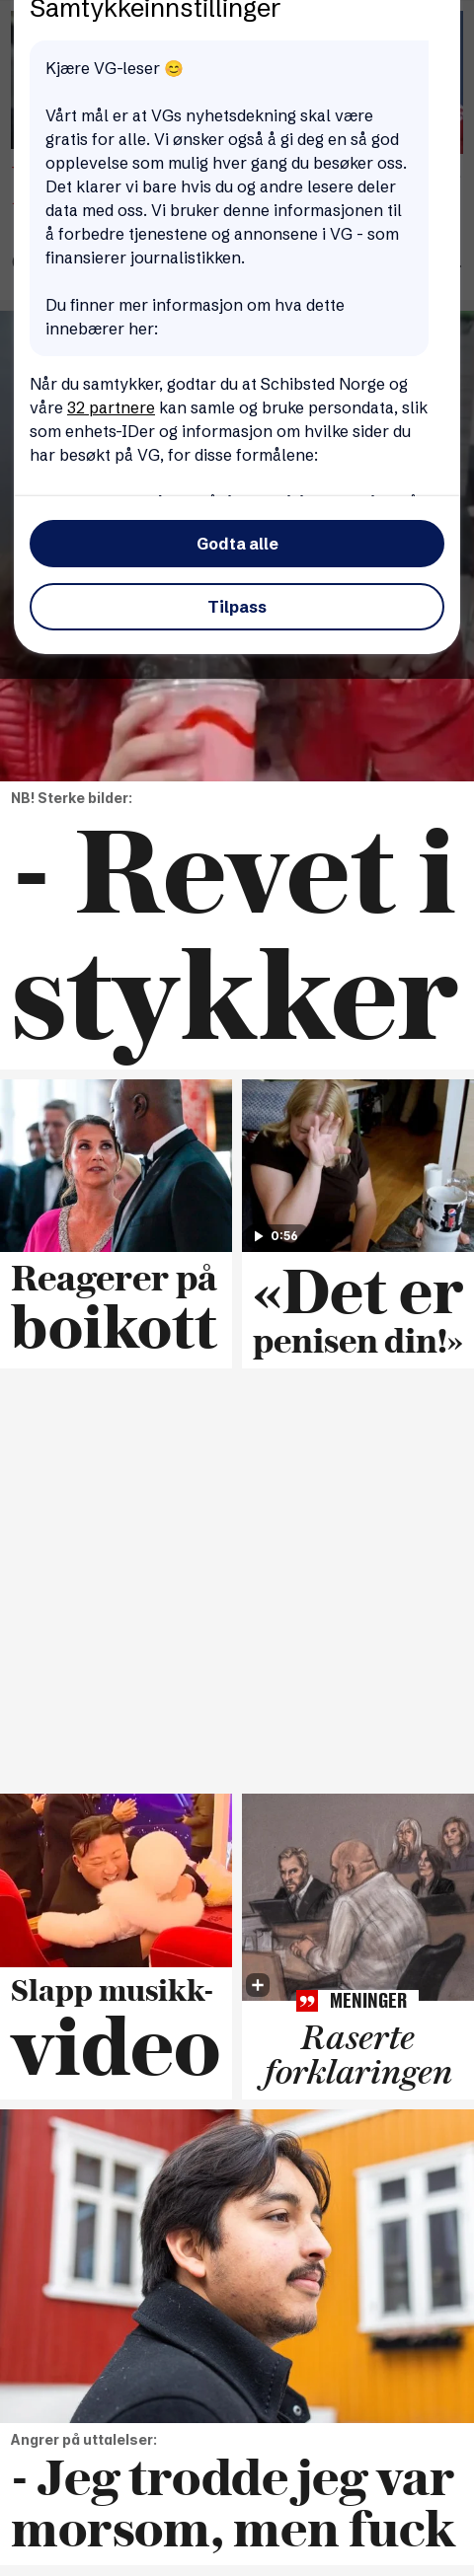 Samtykkeinnstillinger
Kjære VG-leser 😊
Vårt mål er at VGs nyhetsdekning skal være
gratis for alle. Vi ønsker også å gi deg en så god
opplevelse som mulig hver gang du besøker oss.
Det klarer vi bare hvis du og andre lesere deler
data med oss. Vi bruker denne informasjonen til
å forbedre tjenestene og annonsene i VG - som
finansierer journalistikken.
Du finner mer informasjon om hva dette
innebærer her:
Når du samtykker, godtar du at Schibsted Norge og
våre 32 partnere kan samle og bruke persondata, slik
som enhets-IDer og informasjon om hvilke sider du
har besøkt på VG, for disse formålene:
Godta alle
Tilpass
NB! Sterke bilder:
- Revet i
stykker
0:56
Reagerer på
boikott
«Det er
penisen din!»
Slapp musikk-
video
MENINGER
Raserte
forklaringen
Angrer på uttalelser:
- Jeg trodde jeg var
morsom, men fuck